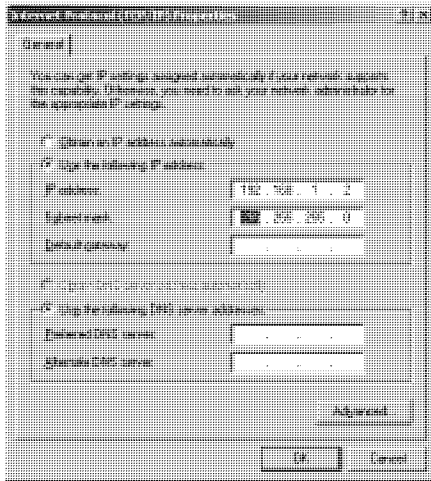 Internet Protocol (TCP/IP) Properties
? ×
General
You can get IP settings assigned automatically if your network supports
this capability. Otherwise, you need to ask your network administrator for
the appropriate IP settings.
Obtain an IP address automatically
Use the following IP address:
IP address: 192 . 168 . 1 . 2
Subnet mask: 255 . 255 . 255 . 0
Default gateway: . . .
Obtain DNS server address automatically
Use the following DNS server addresses:
Preferred DNS server: . . .
Alternate DNS server: . . .
Advanced...
OK Cancel